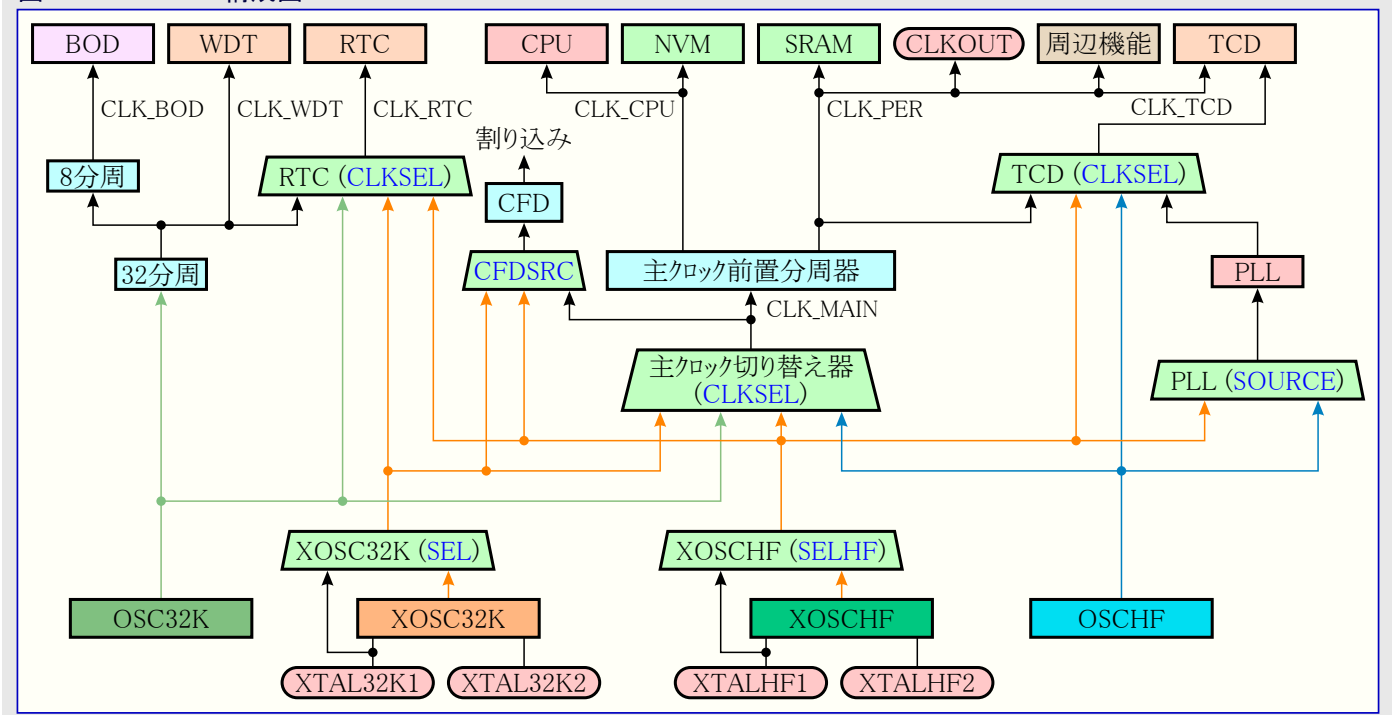 BOD WDT RTC CPU NVM SRAM CLKOUT 周辺機能 TCD
CLK_BOD CLK_WDT CLK_RTC CLK_CPU CLK_PER CLK_TCD
割り込み
8分周 RTC (CLKSEL) TCD (CLKSEL)
CFD
32分周 CFDSRC 主クロック前置分周器 PLL
CLK_MAIN
主クロック切り替え器
(CLKSEL)
PLL (SOURCE)
XOSC32K (SEL) XOSCHF (SELHF)
OSC32K XOSC32K XOSCHF OSCHF
XTAL32K1 XTAL32K2 XTALHF1 XTALHF2